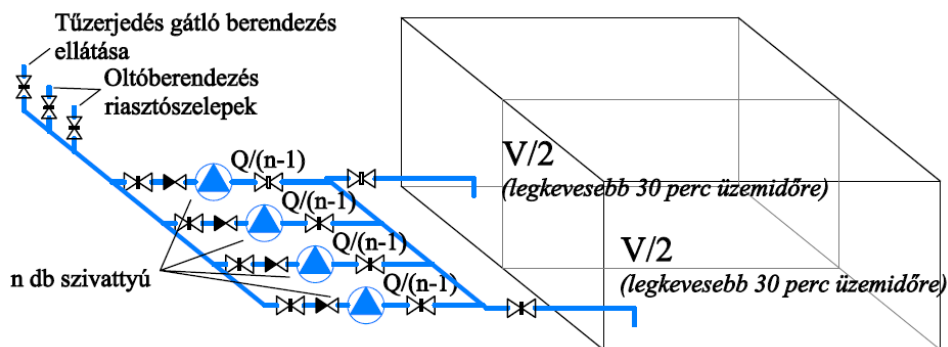 Tűzerjedés gátló berendezés
ellátása
Oltóberendezés
riasztószelepek
Q/(n-1)
Q/(n-1)
Q/(n-1)
Q/(n-1)
n db szivattyú
V/2
(legkevesebb 30 perc üzemidőre)
V/2
(legkevesebb 30 perc üzemidőre)